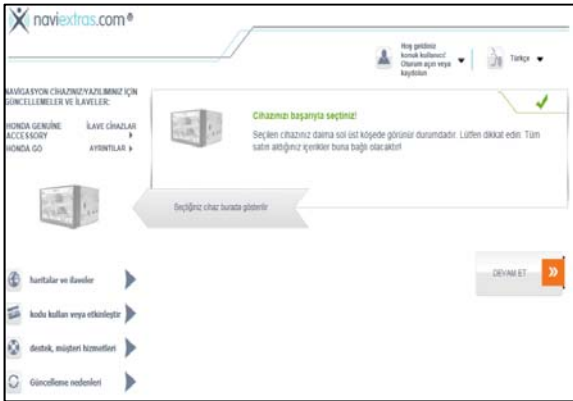 naviextras.com®
Hoş geldiniz
konuk kullanıcı!
Oturum açın veya
kaydolun
Türkçe
NAVİGASYON CİHAZINIZ/YAZILIMINIZ İÇİN
GÜNCELLEMELER VE İLAVELER:
HONDA GENUİNE
ACCESSORY
HONDA GO
İLAVE CİHAZLAR
AYRINTILAR
Cihazınızı başarıyla seçtiniz!
Seçilen cihazınız daima sol üst köşede görünür durumdadır. Lütfen dikkat edin: Tüm
satın aldığınız içerikler buna bağlı olacaktır!
Seçtiğiniz cihaz burada gösterilir
DEVAM ET
haritalar ve ilaveler
kodu kullan veya etkinleştir
destek, müşteri hizmetleri
Güncelleme nedenleri